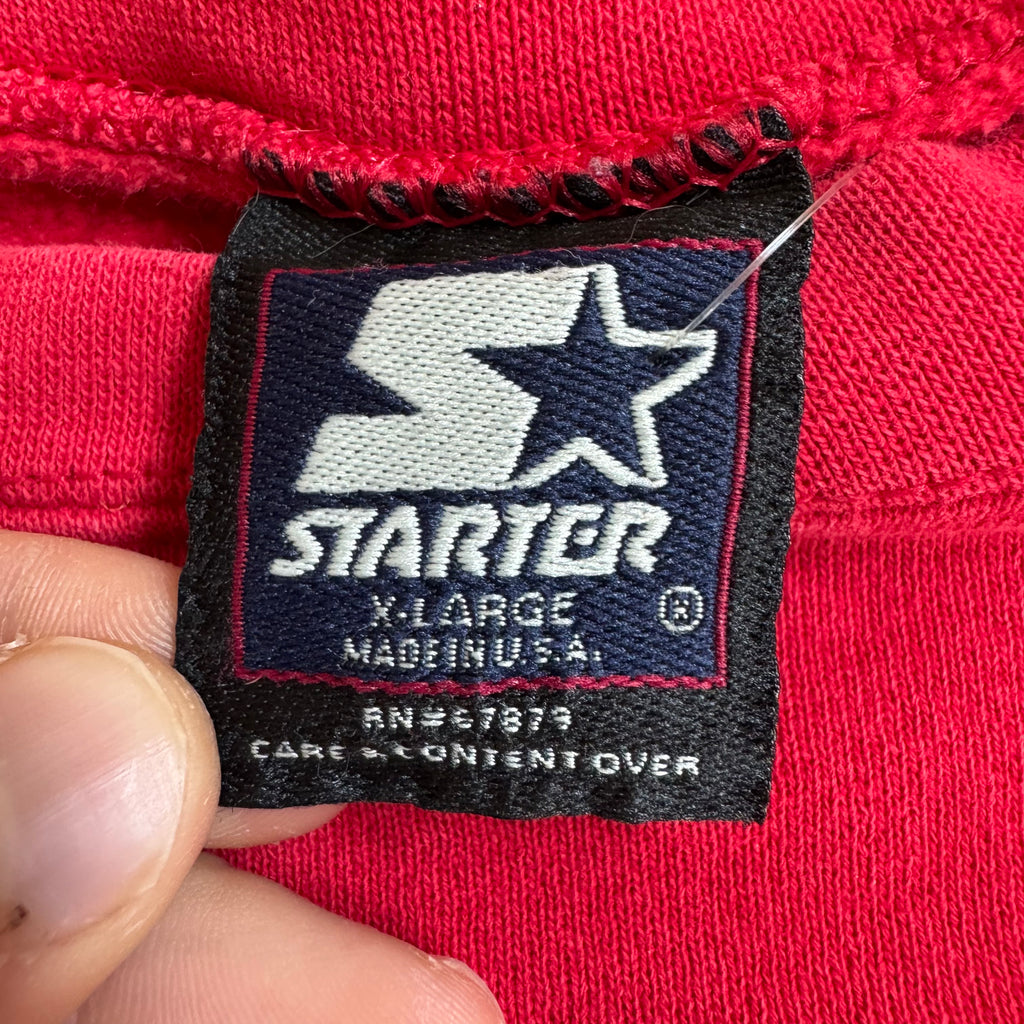 STARTER
X-LARGE ®
MADE IN U.S.A.
RN#67879
CARE & CONTENT OVER